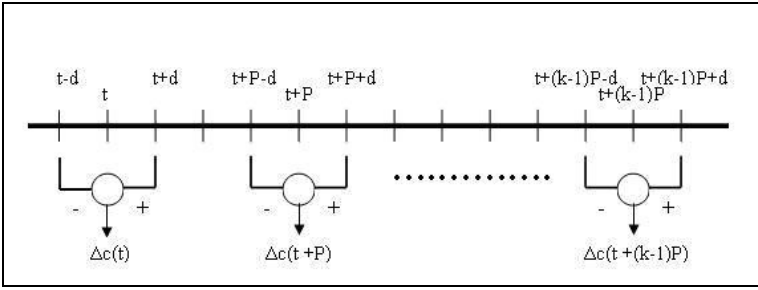 t-d t+d t+P-d t+P+d t+(k-1)P-d t+(k-1)P+d
t t+P t+(k-1)P
- + - + - +
Δc(t) Δc(t +P) Δc(t +(k-1)P)